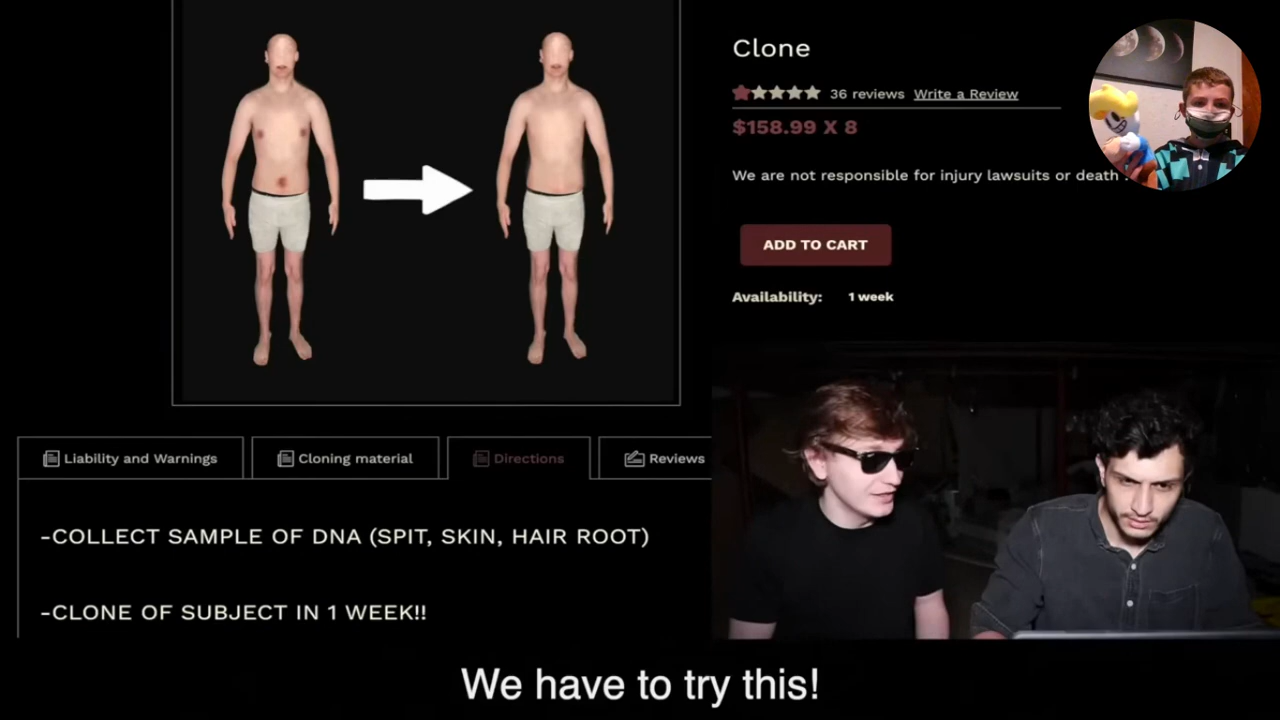 Clone
36 reviews Write a Review
$158.99 X 8
We are not responsible for injury lawsuits or death
ADD TO CART
Availability: 1 week
Liability and Warnings
Cloning material
Directions
Reviews
-COLLECT SAMPLE OF DNA (SPIT, SKIN, HAIR ROOT)
-CLONE OF SUBJECT IN 1 WEEK!!
We have to try this!